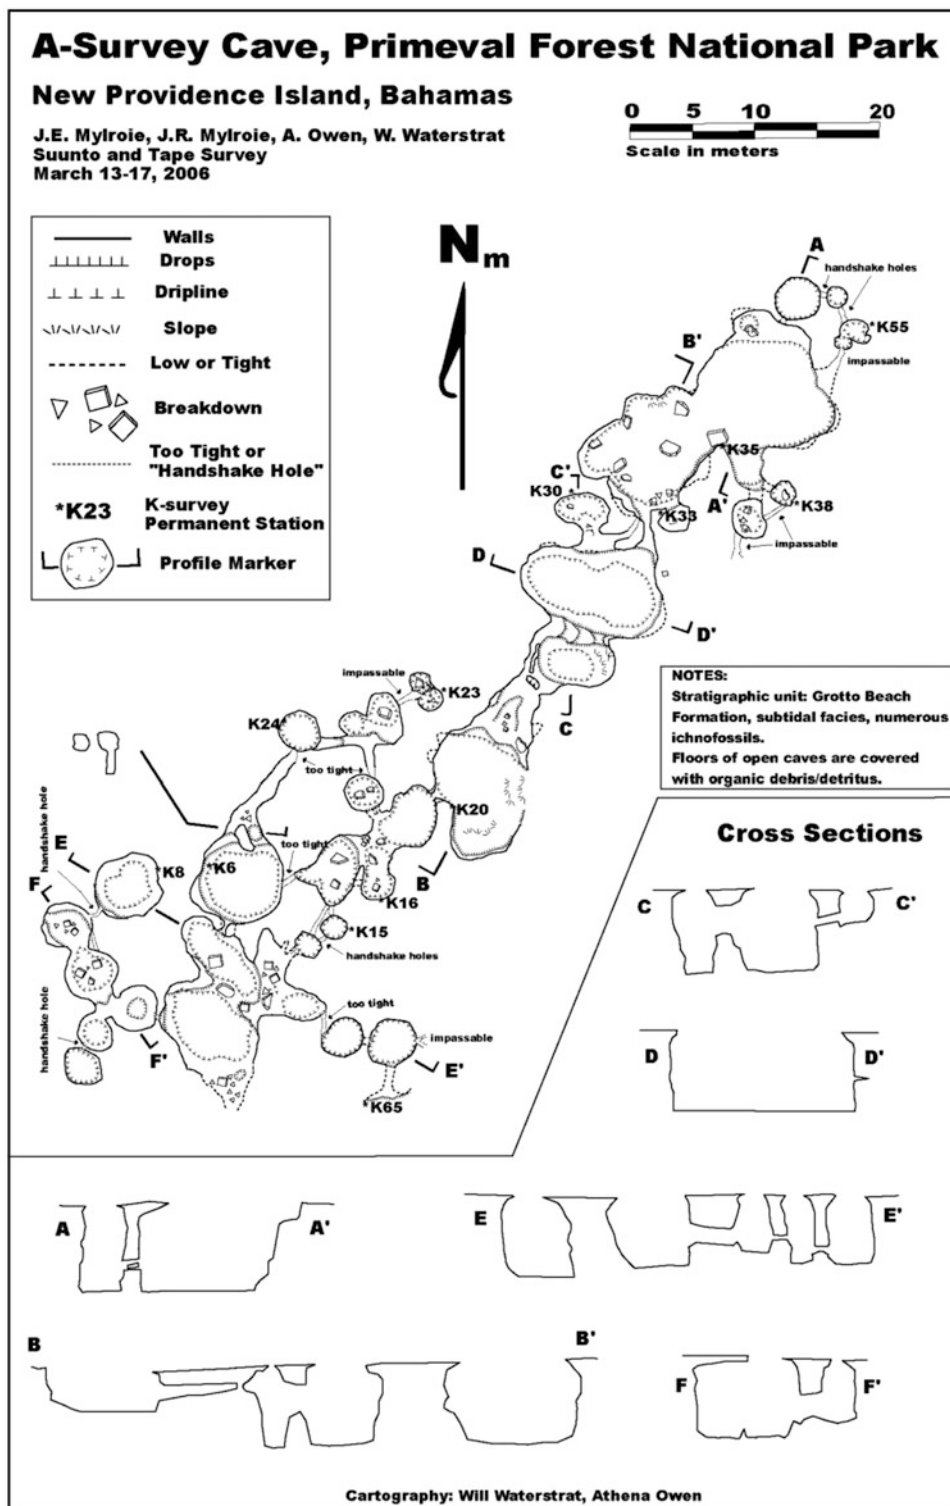 A-Survey Cave, Primeval Forest National Park
New Providence Island, Bahamas
J.E. Mylroie, J.R. Mylroie, A. Owen, W. Waterstrat
Suunto and Tape Survey
March 13-17, 2006
0 5 10 20
Scale in meters
Walls
Drops
Dripline
Slope
Low or Tight
Breakdown
Too Tight or
"Handshake Hole"
*K23 K-survey
Permanent Station
Profile Marker
Nm
A
handshake holes
*K55
impassable
B'
*K35
C'
K30*
*K33
A'
*K38
impassable
D
D'
C
NOTES:
Stratigraphic unit: Grotto Beach
Formation, subtidal facies, numerous
ichnofossils.
Floors of open caves are covered
with organic debris/detritus.
impassable
*K23
K24*
too tight
*K20
B
too tight
handshake hole
E
F
*K8
*K6
*K16
*K15
handshake holes
too tight
handshake hole
F'
impassable
E'
*K65
Cross Sections
C C'
D D'
A A'
E E'
B B'
F F'
Cartography: Will Waterstrat, Athena Owen